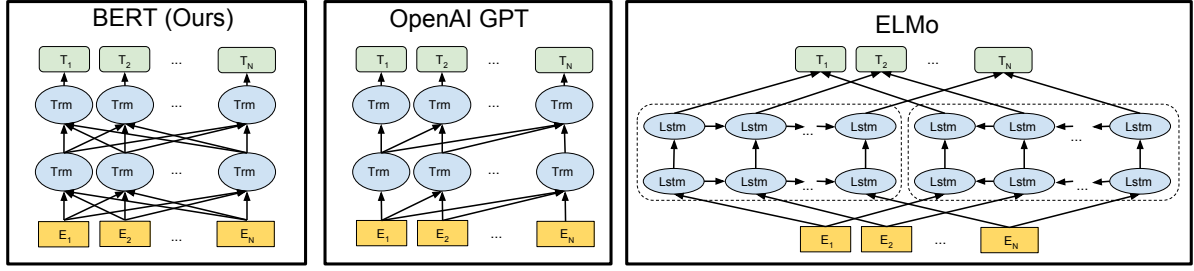 BERT (Ours)
T1 T2 ... TN
Trm Trm ... Trm
Trm Trm ... Trm
E1 E2 ... EN
OpenAI GPT
T1 T2 ... TN
Trm Trm ... Trm
Trm Trm ... Trm
E1 E2 ... EN
ELMo
T1 T2 ... TN
Lstm Lstm ... Lstm Lstm Lstm ... Lstm
Lstm Lstm ... Lstm Lstm Lstm ... Lstm
E1 E2 ... EN